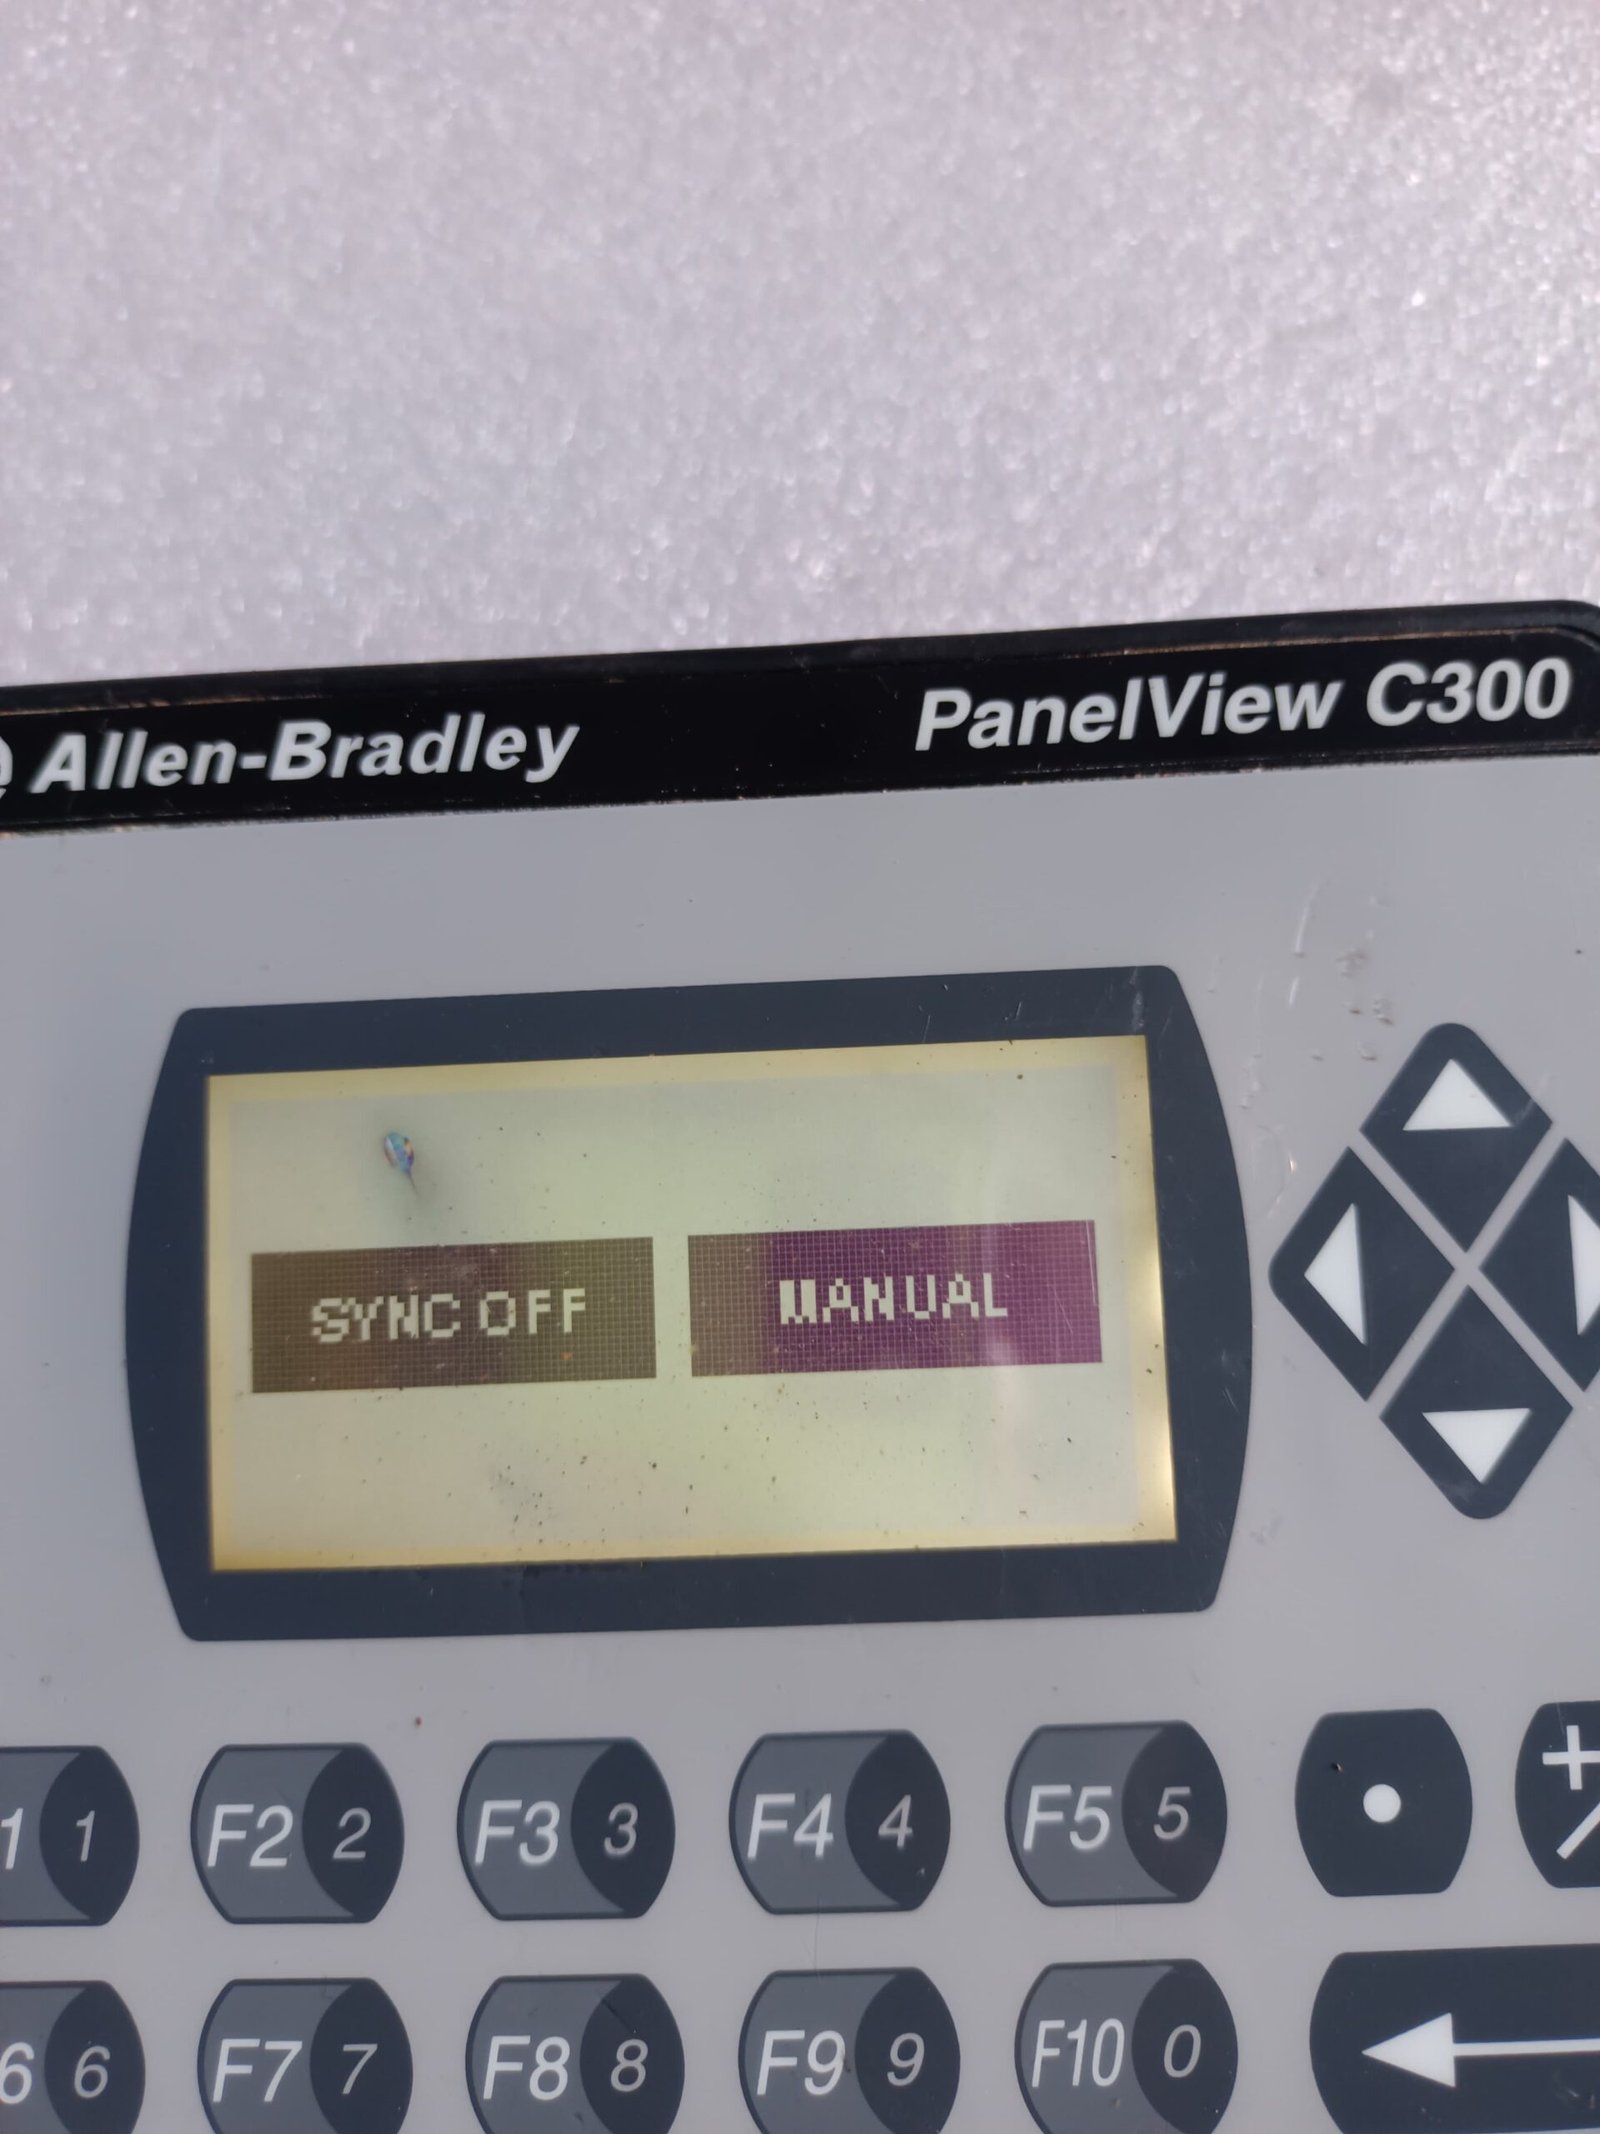 Allen-Bradley PanelView C300
SYNC OFF MANUAL
1 1 F2 2 F3 3 F4 4 F5 5 •
6 6 F7 7 F8 8 F9 9 F10 0